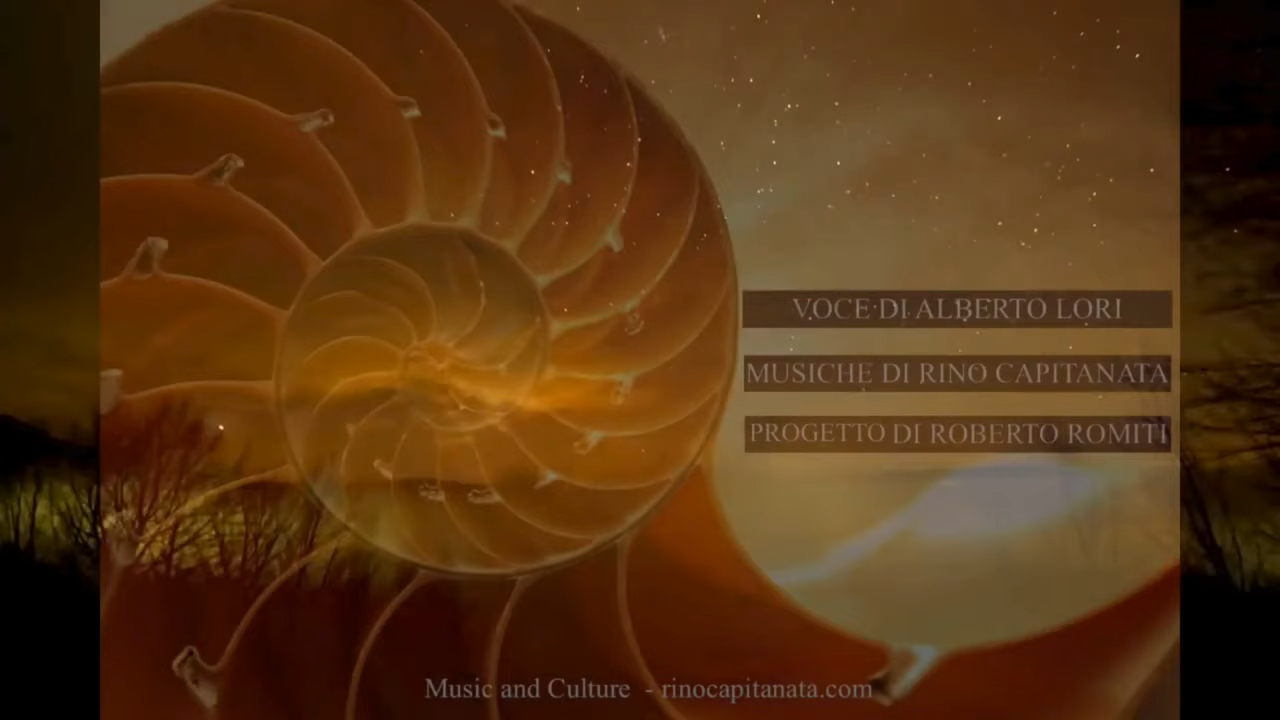 VOCE DI ALBERTO LORI
MUSICHE DI RINO CAPITANATA
PROGETTO DI ROBERTO ROMITI
Music and Culture - rinocapitanata.com